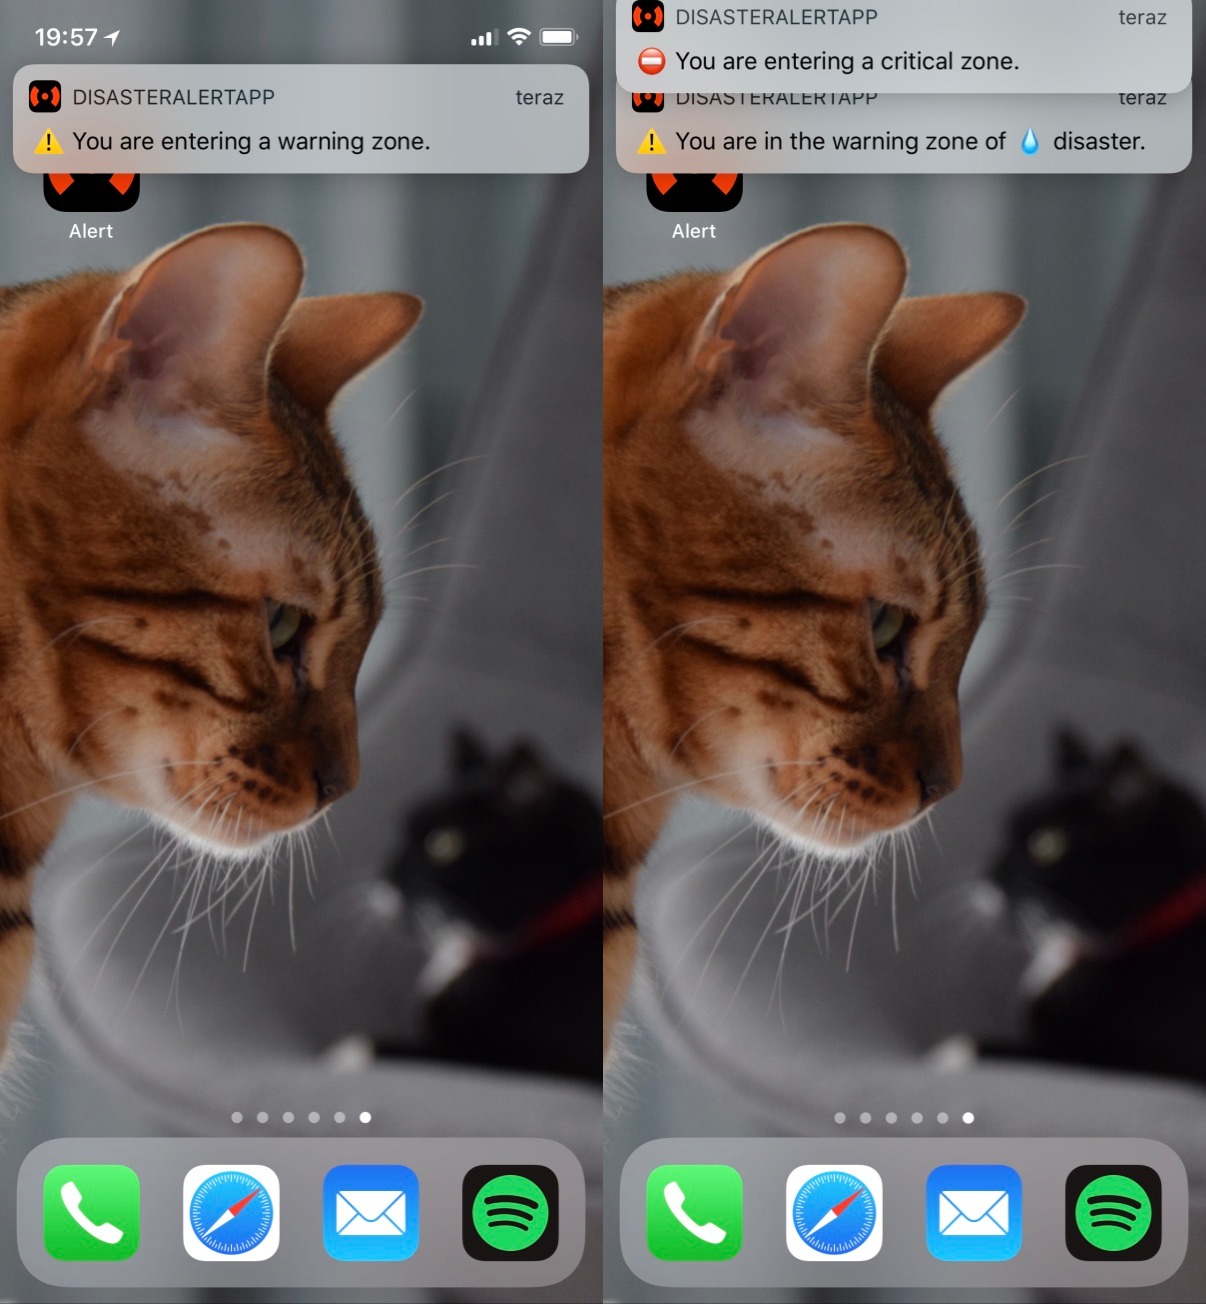 19:57
DISASTERALERTAPP teraz
⚠️ You are entering a warning zone.
Alert
DISASTERALERTAPP teraz
⛔ You are entering a critical zone.
DISASTERALERTAPP teraz
⚠️ You are in the warning zone of 💧 disaster.
Alert